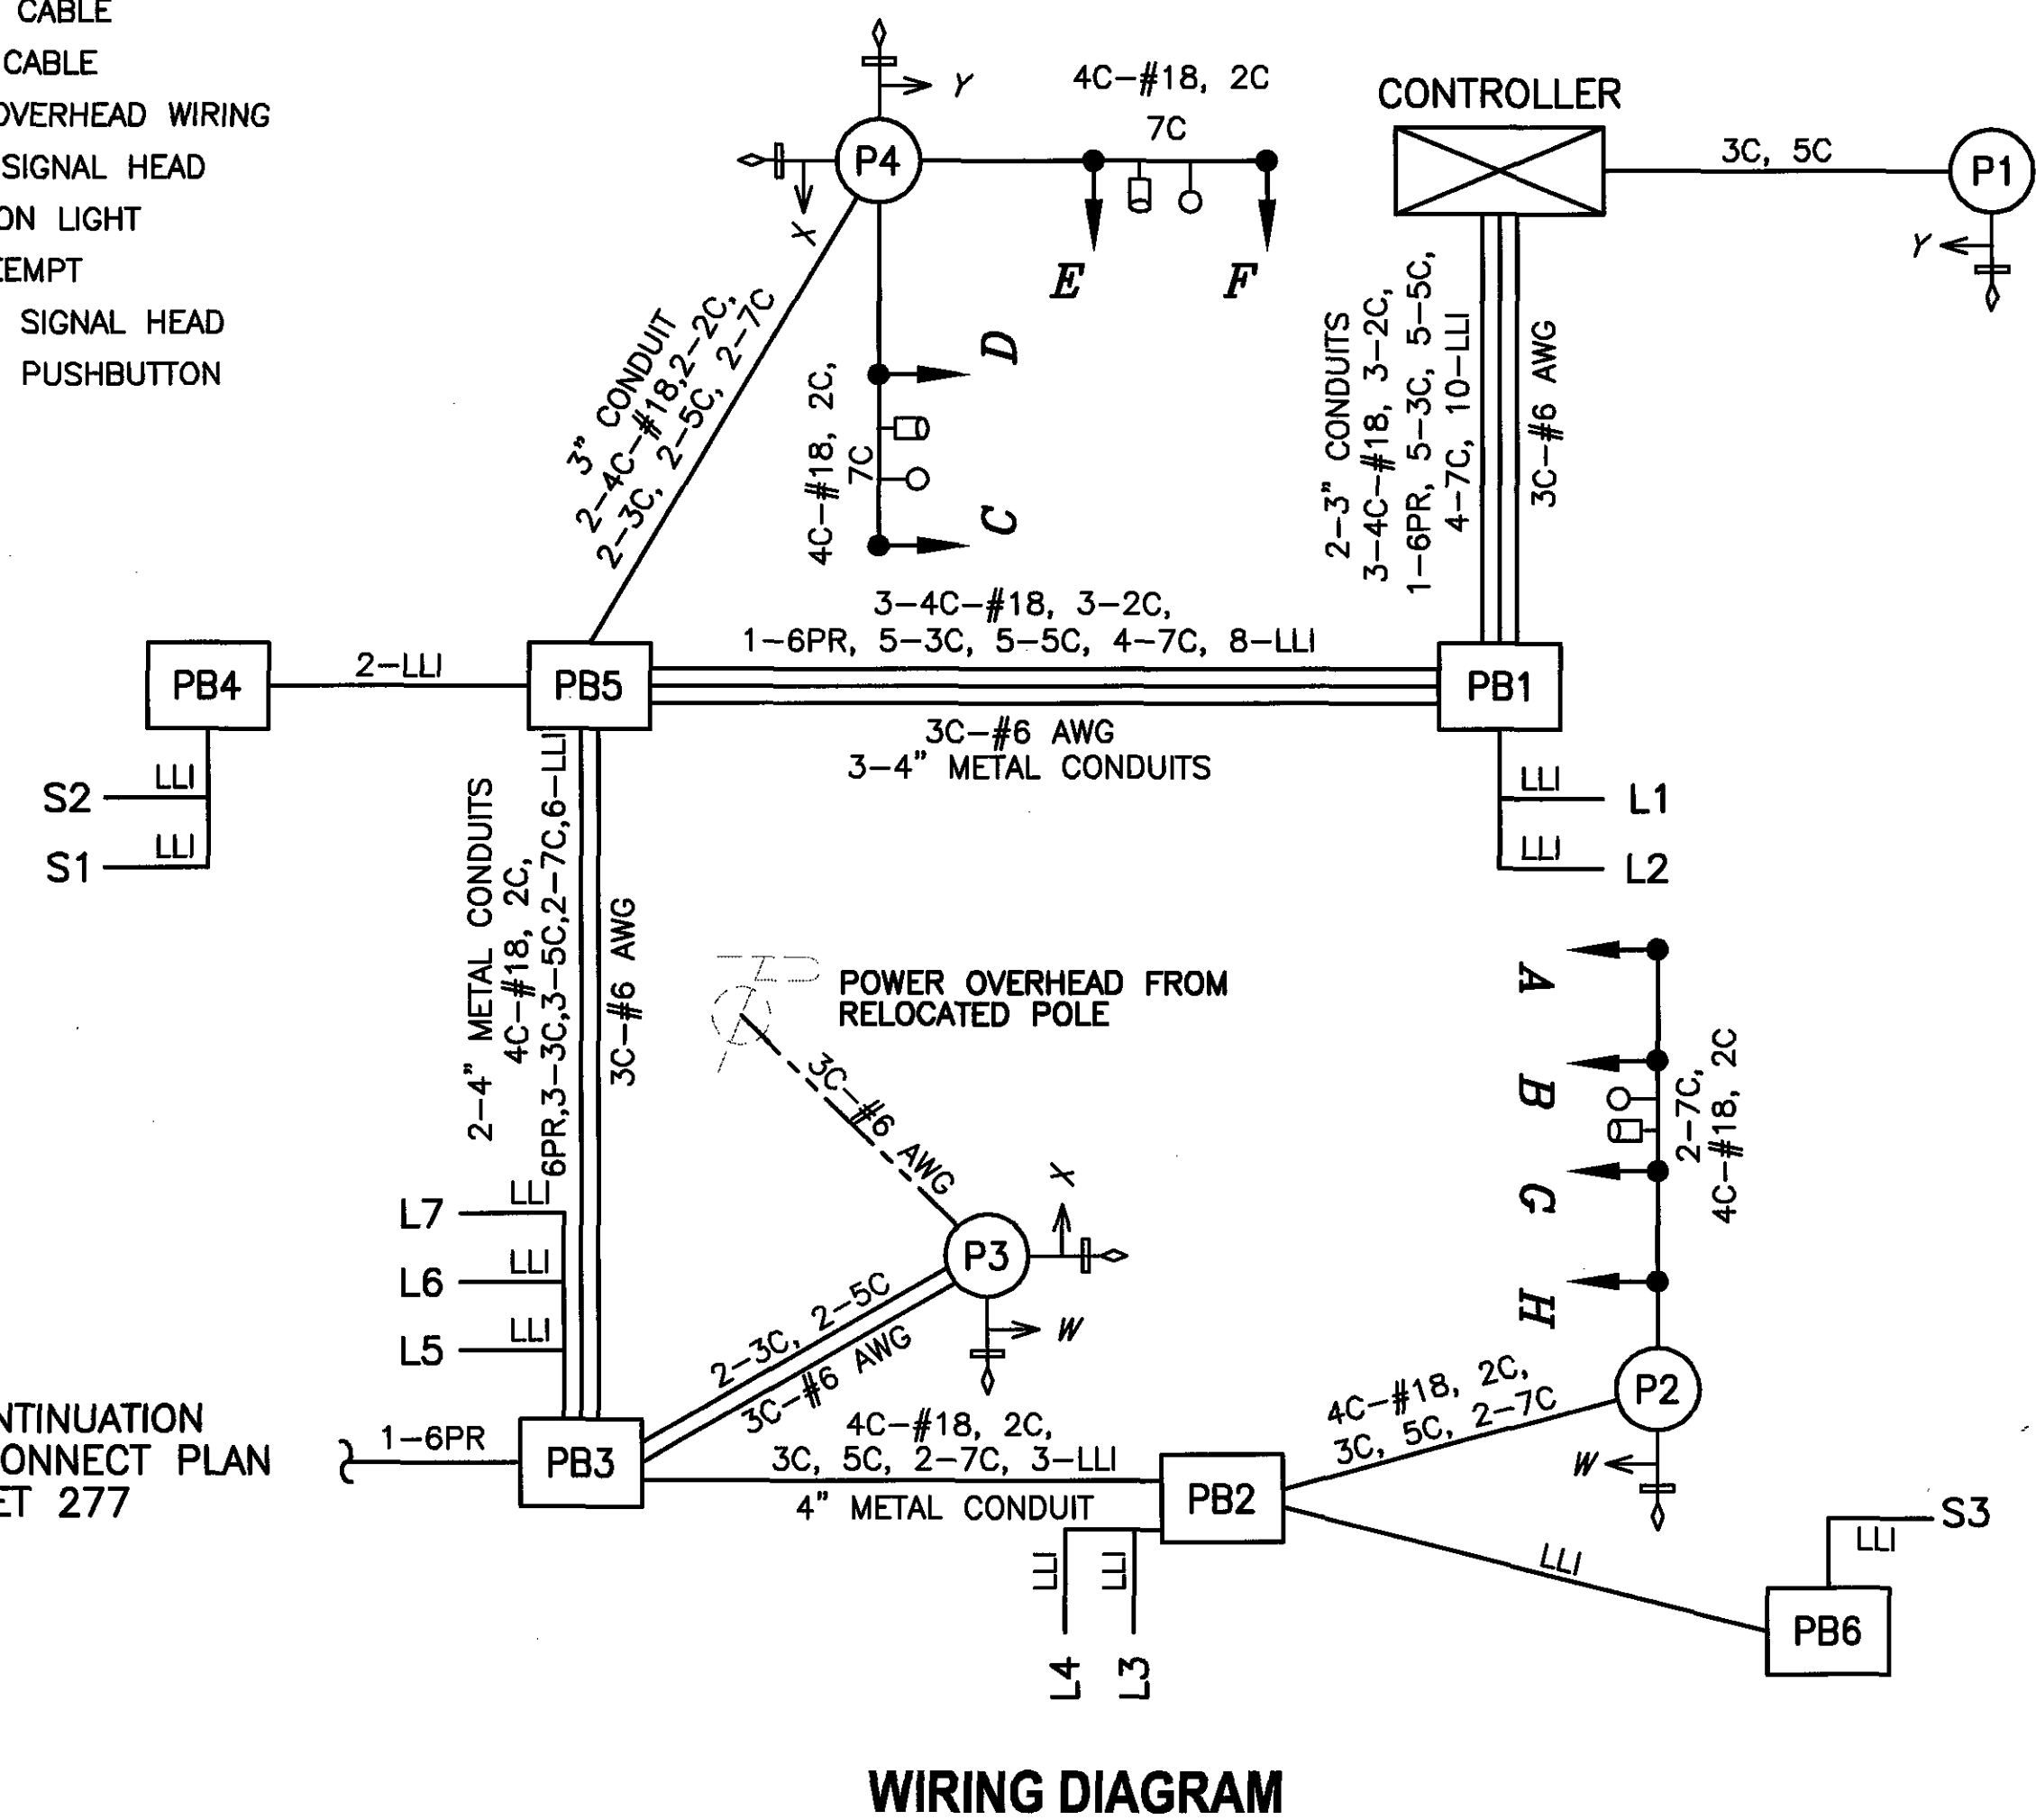 CABLE
CABLE
OVERHEAD WIRING
SIGNAL HEAD
ON LIGHT
EEMPT
SIGNAL HEAD
PUSHBUTTON
Y
P4
X
4C-#18, 2C
7C
E
F
CONTROLLER
3C, 5C
P1
Y
3" CONDUIT
2-4C-#18,2-2C,
2-3C, 2-5C, 2-7C
4C-#18, 2C,
7C
D
C
2-3" CONDUITS
3-4C-#18, 3-2C,
1-6PR, 5-3C, 5-5C,
4-7C, 10-LLI
3C-#6 AWG
3-4C-#18, 3-2C,
1-6PR, 5-3C, 5-5C, 4-7C, 8-LLI
PB4
2-LLI
PB5
PB1
3C-#6 AWG
3-4" METAL CONDUITS
S2
LLI
S1
LLI
LLI
L1
LLI
L2
2-4" METAL CONDUITS
4C-#18, 2C,
6PR,3-3C,3-5C,2-7C,6-LLI
3C-#6 AWG
POWER OVERHEAD FROM
RELOCATED POLE
3C-#6 AWG
A
B
G
H
2-7C,
4C-#18, 2C
L7
LLI
L6
LLI
L5
LLI
P3
X
W
2-3C, 2-5C
3C-#6 AWG
P2
W
4C-#18, 2C,
3C, 5C, 2-7C
NTINUATION
ONNECT PLAN
ET 277
1-6PR
PB3
4C-#18, 2C,
3C, 5C, 2-7C, 3-LLI
4" METAL CONDUIT
PB2
LLI
LLI
L4
L3
LLI
LLI
S3
PB6
WIRING DIAGRAM